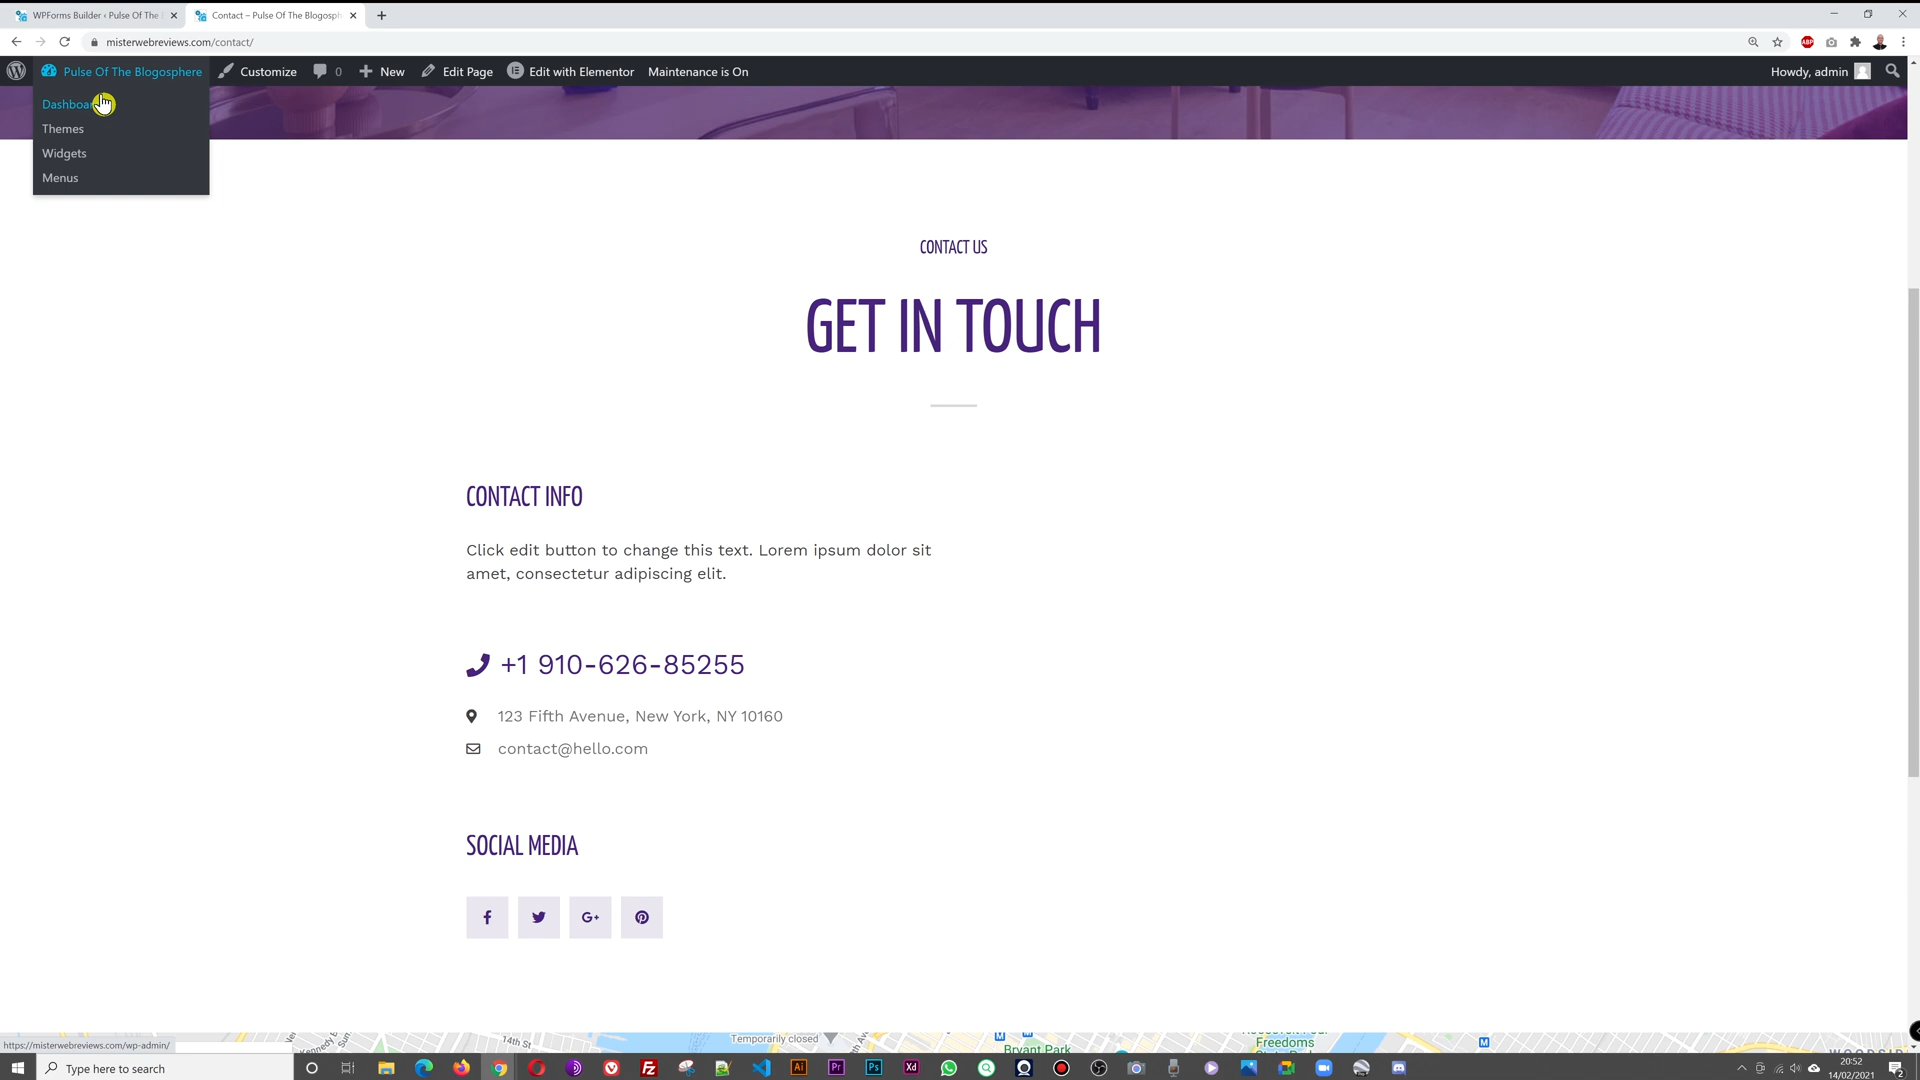 WPForms Builder ‹ Pulse Of The
Contact – Pulse Of The Blogosph
misterwebreviews.com/contact/
Pulse Of The Blogosphere
Customize
0
New
Edit Page
Edit with Elementor
Maintenance is On
Howdy, admin
Dashboar
Themes
Widgets
Menus
CONTACT US
GET IN TOUCH
CONTACT INFO
Click edit button to change this text. Lorem ipsum dolor sit
amet, consectetur adipiscing elit.
+1 910-626-85255
123 Fifth Avenue, New York, NY 10160
contact@hello.com
SOCIAL MEDIA
14th St
Temporarily closed
Bryant Park
Freedoms
https://misterwebreviews.com/wp-admin/
Type here to search
20:52
14/02/2021